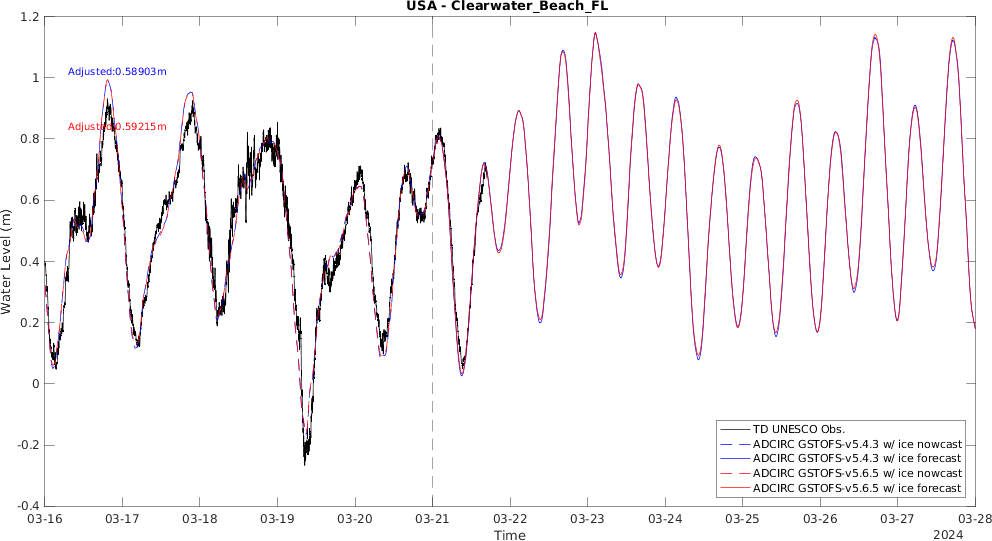 USA - Clearwater_Beach_FL
1.2
1
0.8
0.6
0.4
0.2
0
-0.2
-0.4
Water Level (m)
Adjusted:0.58903m
Adjusted:0.59215m
TD UNESCO Obs.
ADCIRC GSTOFS-v5.4.3 w/ ice nowcast
ADCIRC GSTOFS-v5.4.3 w/ ice forecast
ADCIRC GSTOFS-v5.6.5 w/ ice nowcast
ADCIRC GSTOFS-v5.6.5 w/ ice forecast
03-16 03-17 03-18 03-19 03-20 03-21 03-22 03-23 03-24 03-25 03-26 03-27 03-28
Time
2024